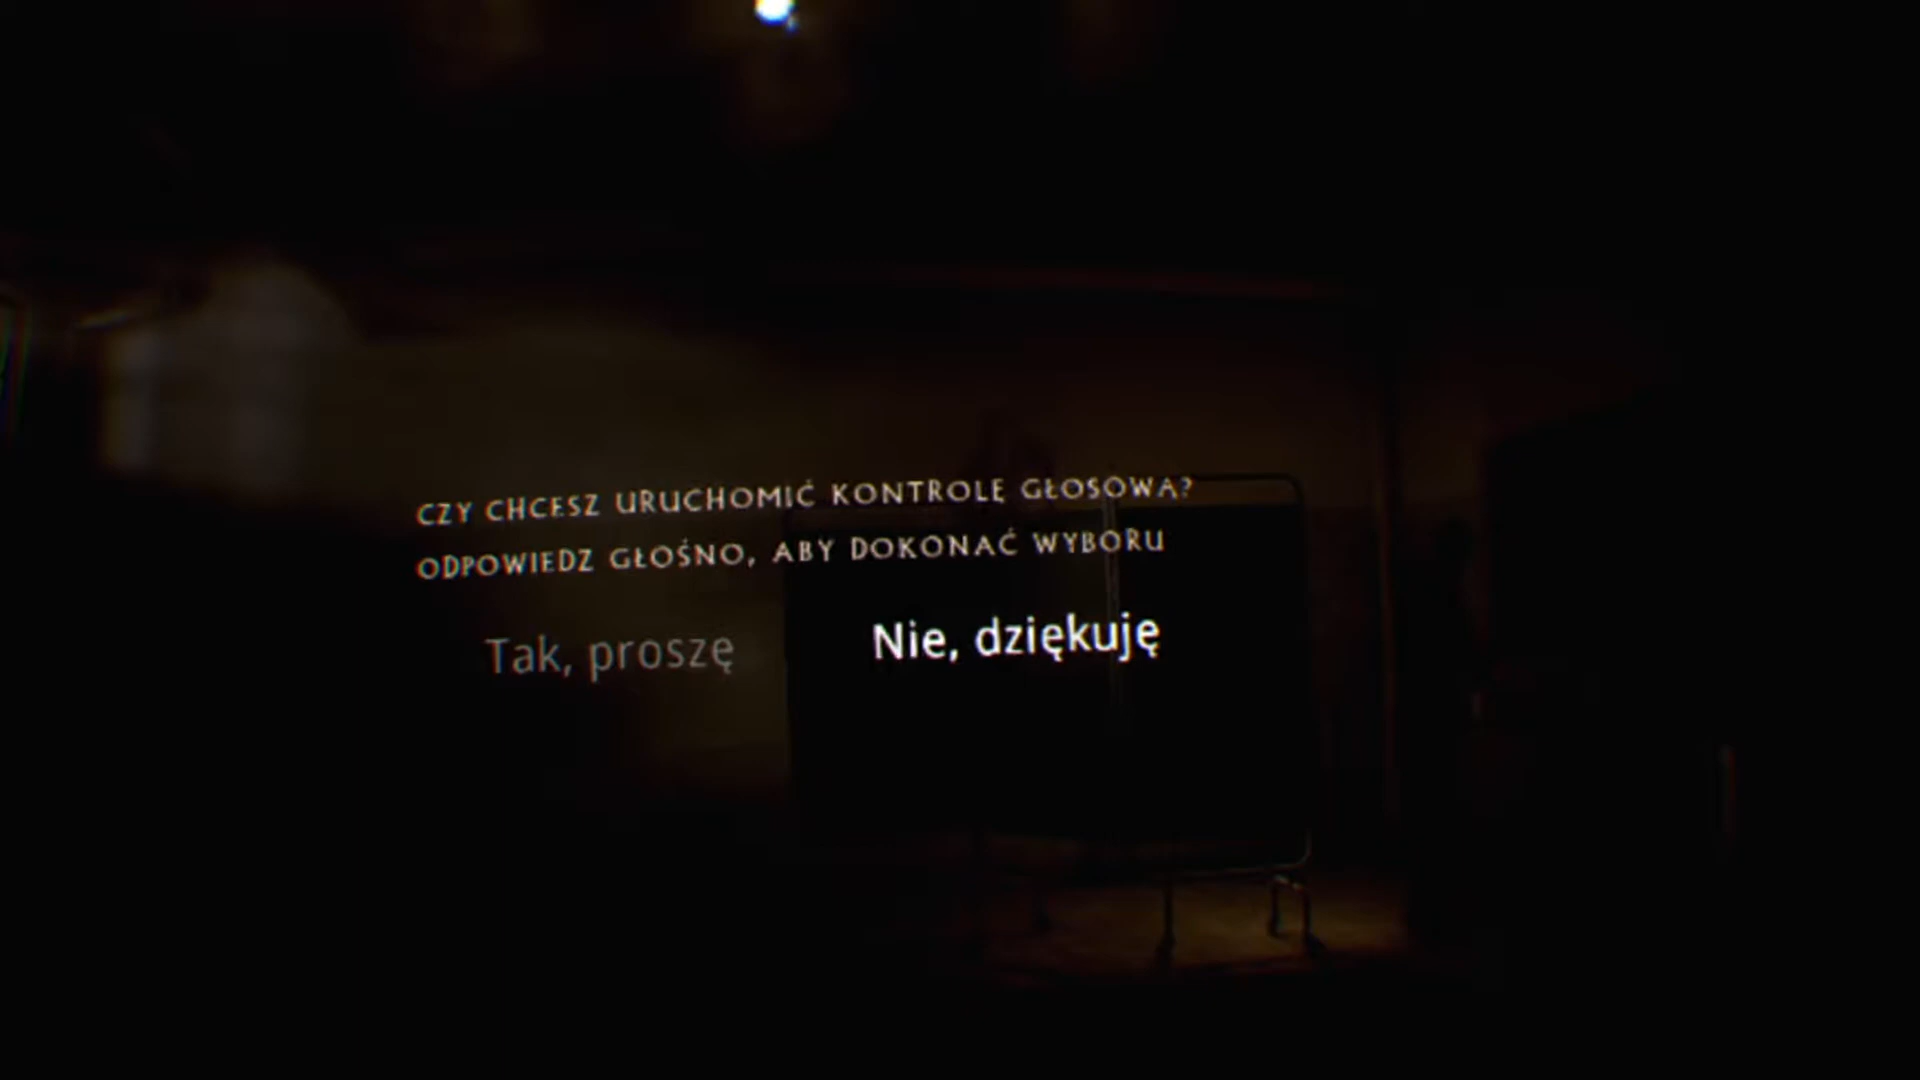 CZY CHCESZ URUCHOMIĆ KONTROLĘ GŁOSOWĄ?
ODPOWIEDZ GŁOŚNO, ABY DOKONAĆ WYBORU
Tak, proszę Nie, dziękuję